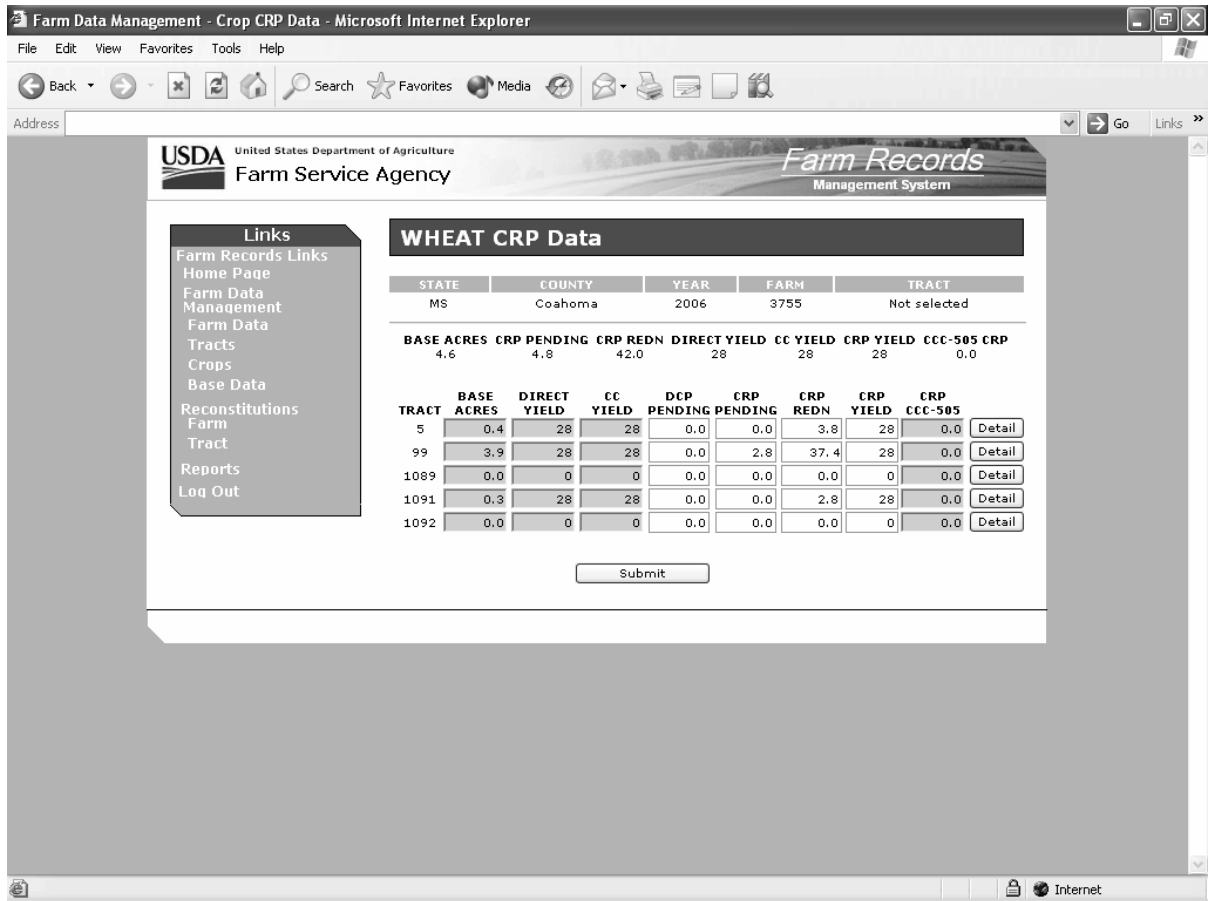 Farm Data Management - Crop CRP Data - Microsoft Internet Explorer
File Edit View Favorites Tools Help
Back Search Favorites Media
Address Go Links »
USDA United States Department of Agriculture
Farm Service Agency
Farm Records
Management System
Links
Farm Records Links
Home Page
Farm Data
Management
Farm Data
Tracts
Crops
Base Data
Reconstitutions
Farm
Tract
Reports
Log Out
WHEAT CRP Data
STATE COUNTY YEAR FARM TRACT
MS Coahoma 2006 3755 Not selected
BASE ACRES CRP PENDING CRP REDN DIRECT YIELD CC YIELD CRP YIELD CCC-505 CRP
4.6 4.8 42.0 28 28 28 0.0
BASE DIRECT CC DCP CRP CRP CRP CRP
TRACT ACRES YIELD YIELD PENDING PENDING REDN YIELD CCC-505
5 0.4 28 28 0.0 0.0 3.8 28 0.0 Detail
99 3.9 28 28 0.0 2.8 37.4 28 0.0 Detail
1089 0.0 0 0 0.0 0.0 0.0 0 0.0 Detail
1091 0.3 28 28 0.0 0.0 2.8 28 0.0 Detail
1092 0.0 0 0 0.0 0.0 0.0 0 0.0 Detail
Submit
Internet